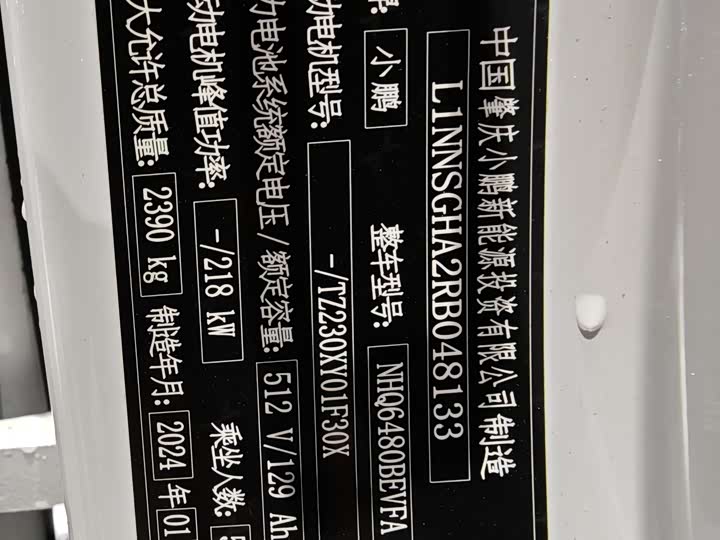 中国肇庆小鹏新能源投资有限公司制造
L1NNSGHA2RB048133
小鹏 整车型号: NHQ6480BEVFA
动电机型号: -/TZ230XY01F30X
力电池系统额定电压/额定容量: 512 V/129 Ah
动电机峰值功率: -/218 kW 乘坐人数:
大允许总质量: 2390 kg 制造年月: 2024 年 01